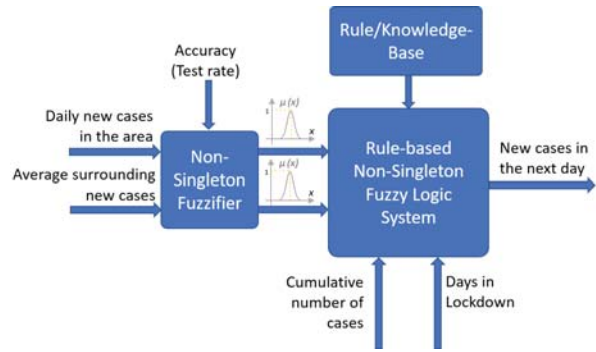 Accuracy
(Test rate)
Rule/Knowledge-
Base
Daily new cases
in the area
Average surrounding
new cases
Non-
Singleton
Fuzzifier
μ(x)
1
x
μ(x)
1
x
Rule-based
Non-Singleton
Fuzzy Logic
System
New cases in
the next day
Cumulative
number of
cases
Days in
Lockdown